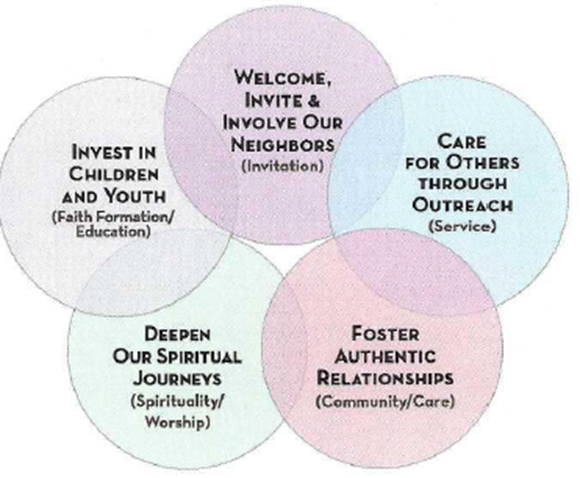 WELCOME,
INVITE &
INVOLVE OUR
NEIGHBORS
(Invitation)
INVEST IN
CHILDREN
AND YOUTH
(Faith Formation/
Education)
CARE
FOR OTHERS
THROUGH
OUTREACH
(Service)
DEEPEN
OUR SPIRITUAL
JOURNEYS
(Spirituality/
Worship)
FOSTER
AUTHENTIC
RELATIONSHIPS
(Community/Care)